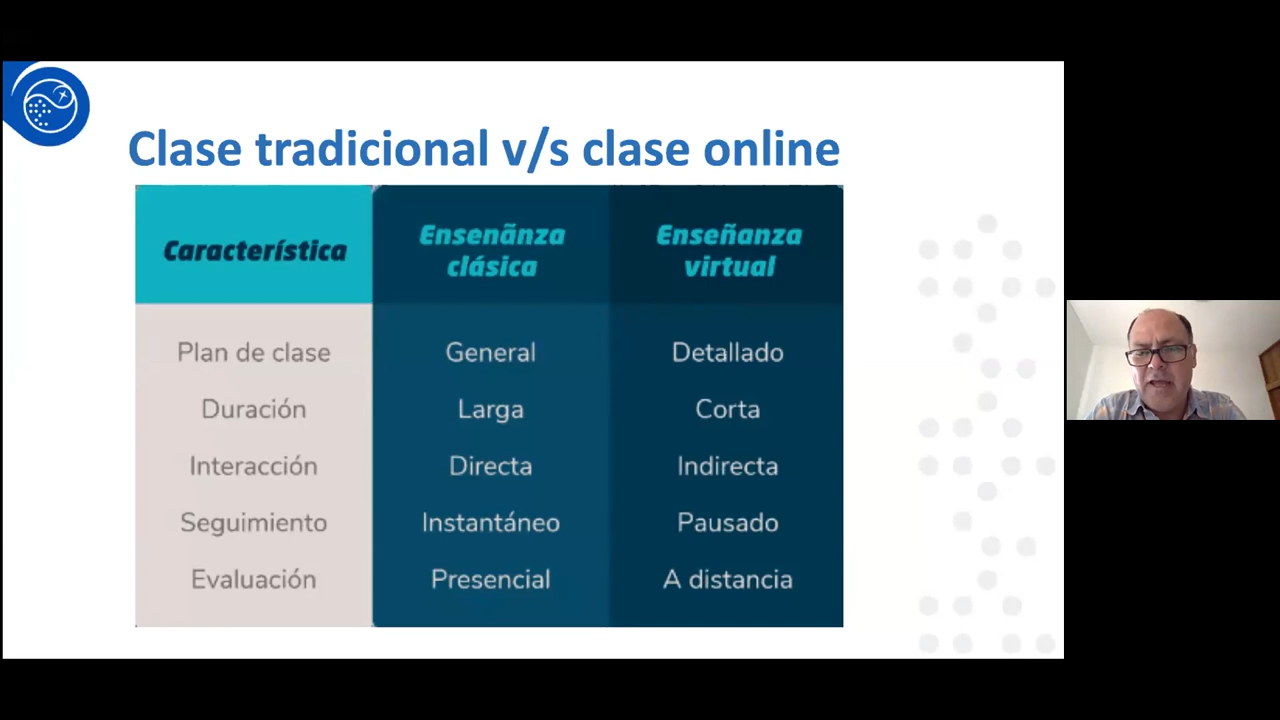 Clase tradicional v/s clase online
Característica
Ensenãnza
clásica
Enseñanza
virtual
Plan de clase
General
Detallado
Duración
Larga
Corta
Interacción
Directa
Indirecta
Seguimiento
Instantáneo
Pausado
Evaluación
Presencial
A distancia